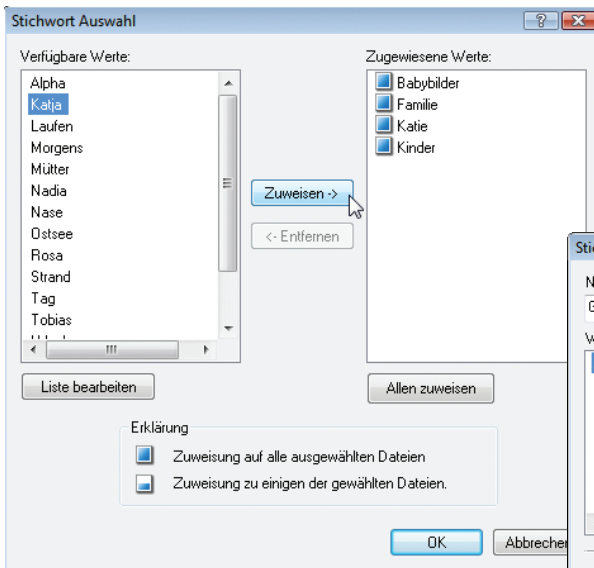 Stichwort Auswahl
Verfügbare Werte:
Alpha
Katja
Laufen
Morgens
Mütter
Nadia
Nase
Ostsee
Rosa
Strand
Tag
Tobias
Zuweisen ->
<- Entfernen
Zugewiesene Werte:
Babybilder
Familie
Katie
Kinder
Liste bearbeiten
Allen zuweisen
Erklärung
Zuweisung auf alle ausgewählten Dateien
Zuweisung zu einigen der gewählten Dateien.
OK
Abbrecher
Sti
N
G